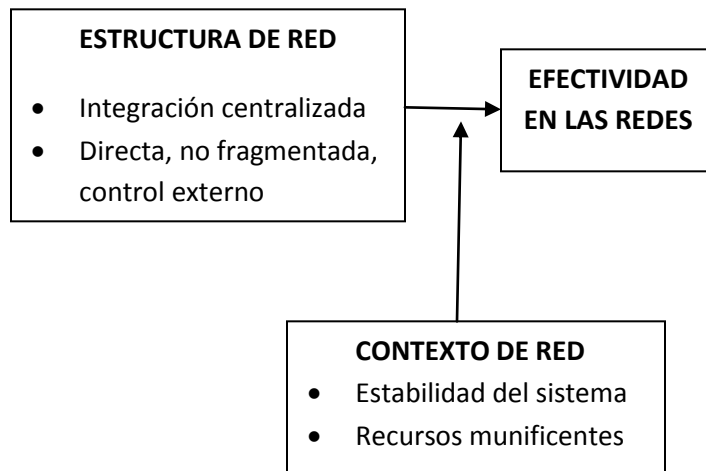 ESTRUCTURA DE RED
• Integración centralizada
• Directa, no fragmentada,
control externo
EFECTIVIDAD
EN LAS REDES
CONTEXTO DE RED
• Estabilidad del sistema
• Recursos munificentes